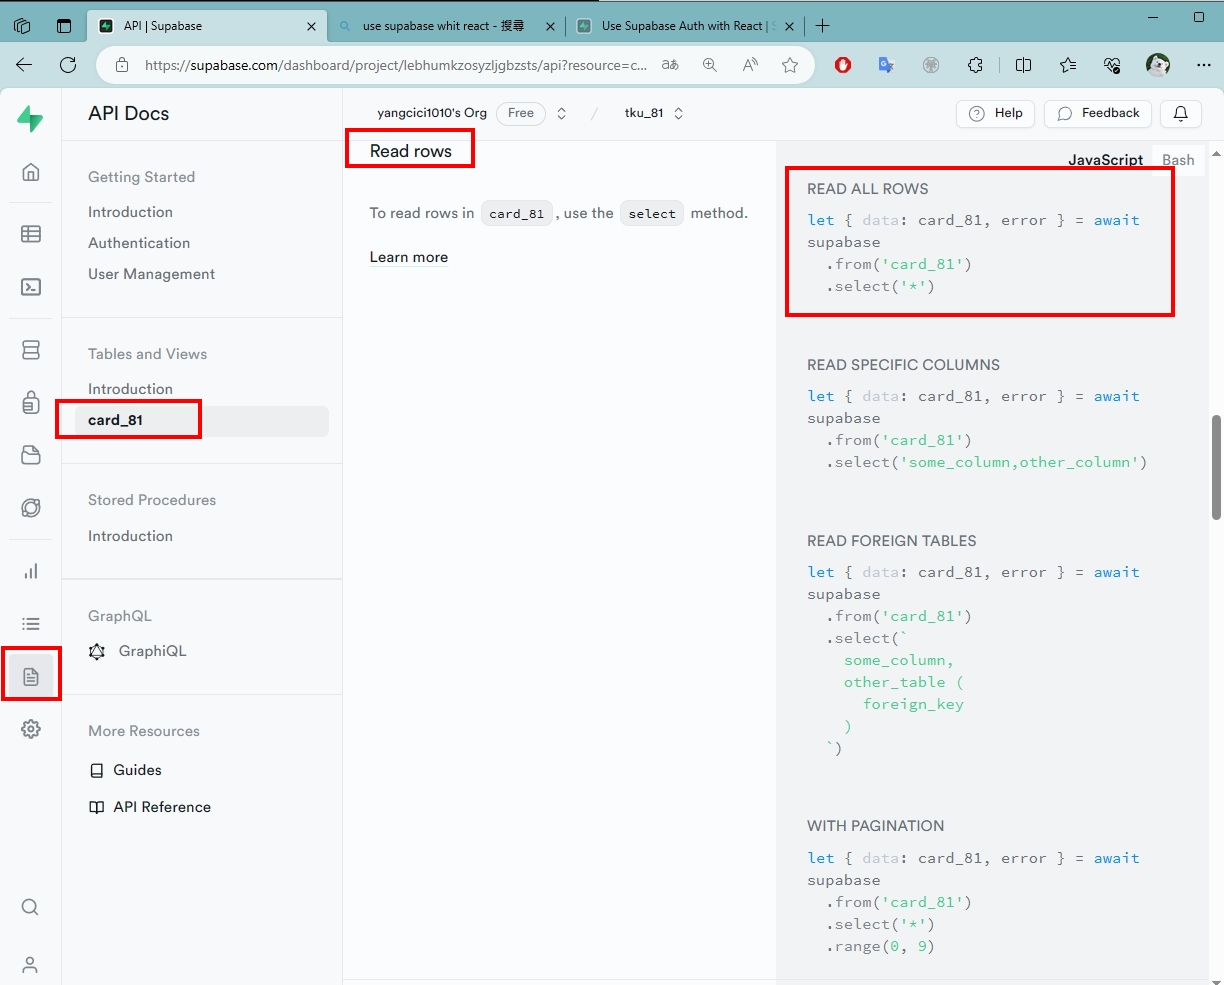 API | Supabase
use supabase whit react - 搜尋
Use Supabase Auth with React | S
https://supabase.com/dashboard/project/lebhumkzosyzljgbzsts/api?resource=c...
aあ
API Docs
yangcici1010's Org
Free
/
tku_81
Help
Feedback
Getting Started
Introduction
Authentication
User Management
Tables and Views
Introduction
card_81
Stored Procedures
Introduction
GraphQL
GraphiQL
More Resources
Guides
API Reference
Read rows
To read rows in card_81 , use the select method.
Learn more
JavaScript
Bash
READ ALL ROWS
let { data: card_81, error } = await
supabase
.from('card_81')
.select('*')
READ SPECIFIC COLUMNS
let { data: card_81, error } = await
supabase
.from('card_81')
.select('some_column,other_column')
READ FOREIGN TABLES
let { data: card_81, error } = await
supabase
.from('card_81')
.select(`
some_column,
other_table (
foreign_key
)
`)
WITH PAGINATION
let { data: card_81, error } = await
supabase
.from('card_81')
.select('*')
.range(0, 9)